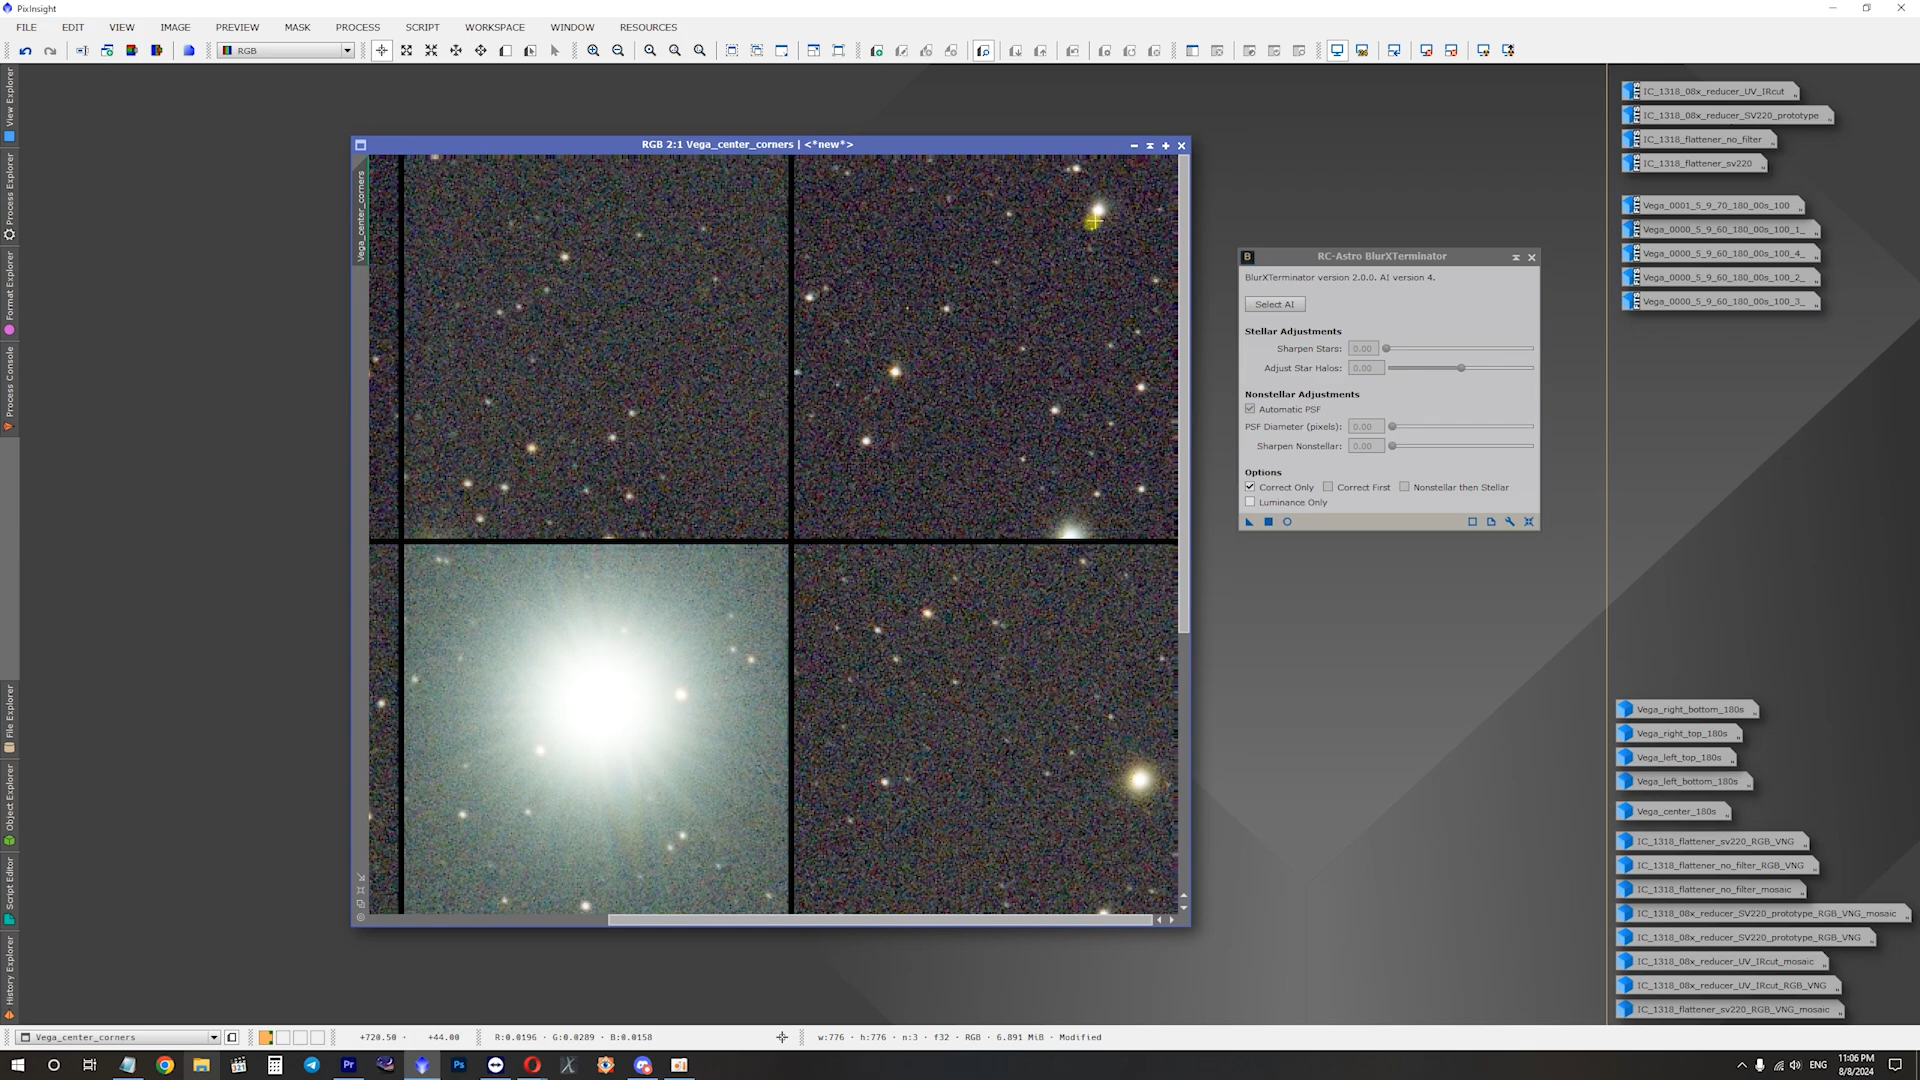 PixInsight
FILE EDIT VIEW IMAGE PREVIEW MASK PROCESS SCRIPT WORKSPACE WINDOW RESOURCES
RGB
View Explorer
Process Explorer
Format Explorer
Process Console
File Explorer
Object Explorer
Script Editor
History Explorer
RGB 2:1 Vega_center_corners | <*new*>
Vega_center_corners
RC-Astro BlurXTerminator
BlurXTerminator version 2.0.0. AI version 4.
Select AI
Stellar Adjustments
Sharpen Stars: 0.00
Adjust Star Halos: 0.00
Nonstellar Adjustments
Automatic PSF
PSF Diameter (pixels): 0.00
Sharpen Nonstellar: 0.00
Options
Correct Only Correct First Nonstellar then Stellar
Luminance Only
IC_1318_08x_reducer_UV_IRcut
IC_1318_08x_reducer_SV220_prototype
IC_1318_flattener_no_filter
IC_1318_flattener_sv220
Vega_0001_5_9_70_180_00s_100
Vega_0000_5_9_60_180_00s_100_1_
Vega_0000_5_9_60_180_00s_100_4_
Vega_0000_5_9_60_180_00s_100_2_
Vega_0000_5_9_60_180_00s_100_3_
Vega_right_bottom_180s
Vega_right_top_180s
Vega_left_top_180s
Vega_left_bottom_180s
Vega_center_180s
IC_1318_flattener_sv220_RGB_VNG
IC_1318_flattener_no_filter_RGB_VNG
IC_1318_flattener_no_filter_mosaic
IC_1318_08x_reducer_SV220_prototype_RGB_VNG_mosaic
IC_1318_08x_reducer_SV220_prototype_RGB_VNG
IC_1318_08x_reducer_UV_IRcut_mosaic
IC_1318_08x_reducer_UV_IRcut_RGB_VNG
IC_1318_flattener_sv220_RGB_VNG_mosaic
Vega_center_corners +720.50 · +44.00 R:0.0196 · G:0.0289 · B:0.0158 w:776 · h:776 · n:3 · f32 · RGB · 6.891 MiB · Modified
Pr Ps ENG
11:06 PM
8/8/2024